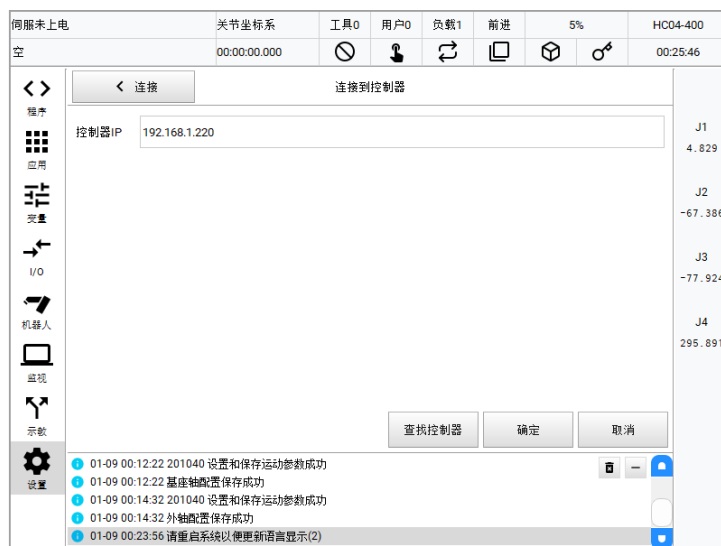 伺服未上电 关节坐标系 工具0 用户0 负载1 前进 5% HC04-400
空 00:00:00.000 00:25:46
连接 连接到控制器
程序
控制器IP 192.168.1.220
应用
变量
I/O
机器人
监视
示教
设置
J1
4.829
J2
-67.386
J3
-77.924
J4
295.891
查找控制器 确定 取消
01-09 00:12:22 201040 设置和保存运动参数成功
01-09 00:12:22 基座轴配置保存成功
01-09 00:14:32 201040 设置和保存运动参数成功
01-09 00:14:32 外轴配置保存成功
01-09 00:23:56 请重启系统以便更新语言显示(2)